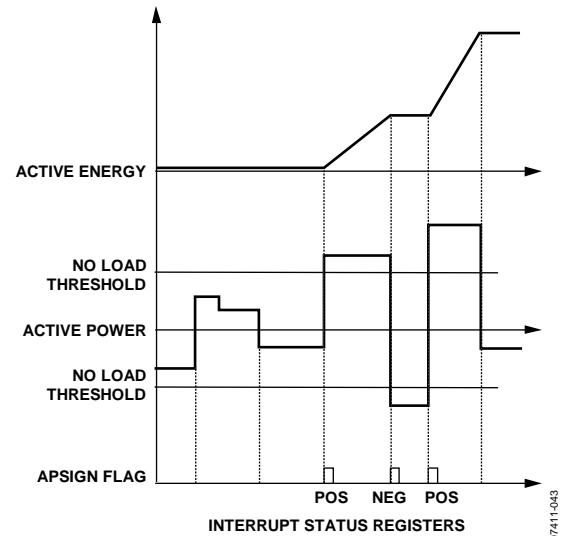 ACTIVE ENERGY
NO LOAD
THRESHOLD
ACTIVE POWER
NO LOAD
THRESHOLD
APSIGN FLAG
POS NEG POS
INTERRUPT STATUS REGISTERS
07411-043